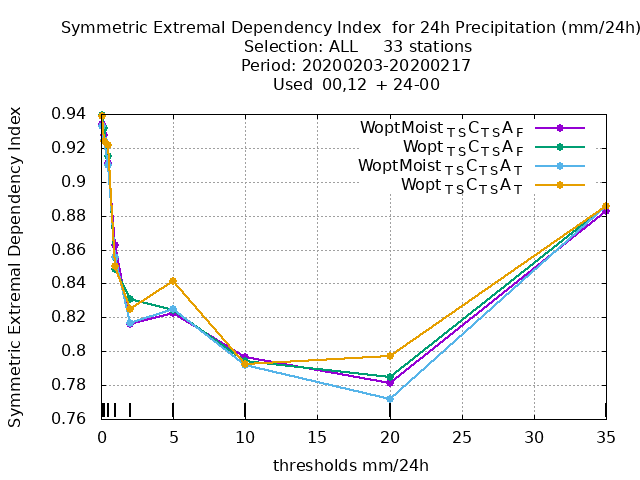 Symmetric Extremal Dependency Index for 24h Precipitation (mm/24h)
Selection: ALL 33 stations
Period: 20200203-20200217
Used 00,12 + 24-00
Symmetric Extremal Dependency Index
0.94
0.92
0.9
0.88
0.86
0.84
0.82
0.8
0.78
0.76
WoptMoist TS C TS A F
Wopt TS C TS A F
WoptMoist TS C TS A T
Wopt TS C TS A T
0 5 10 15 20 25 30 35
thresholds mm/24h